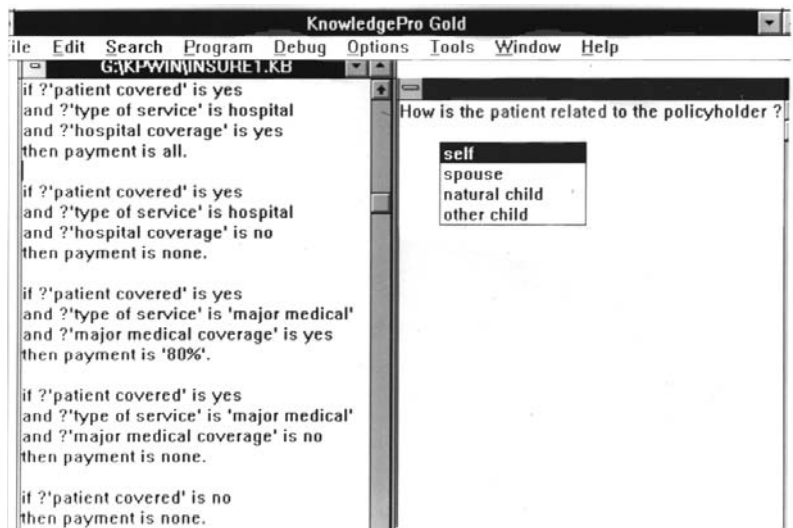 KnowledgePro Gold
ile Edit Search Program Debug Options Tools Window Help
G:\KPWIN\INSURE1.KB
if ?'patient covered' is yes
and ?'type of service' is hospital
and ?'hospital coverage' is yes
then payment is all.
if ?'patient covered' is yes
and ?'type of service' is hospital
and ?'hospital coverage' is no
then payment is none.
if ?'patient covered' is yes
and ?'type of service' is 'major medical'
and ?'major medical coverage' is yes
then payment is '80%'.
if ?'patient covered' is yes
and ?'type of service' is 'major medical'
and ?'major medical coverage' is no
then payment is none.
if ?'patient covered' is no
then payment is none.
How is the patient related to the policyholder ?
self
spouse
natural child
other child